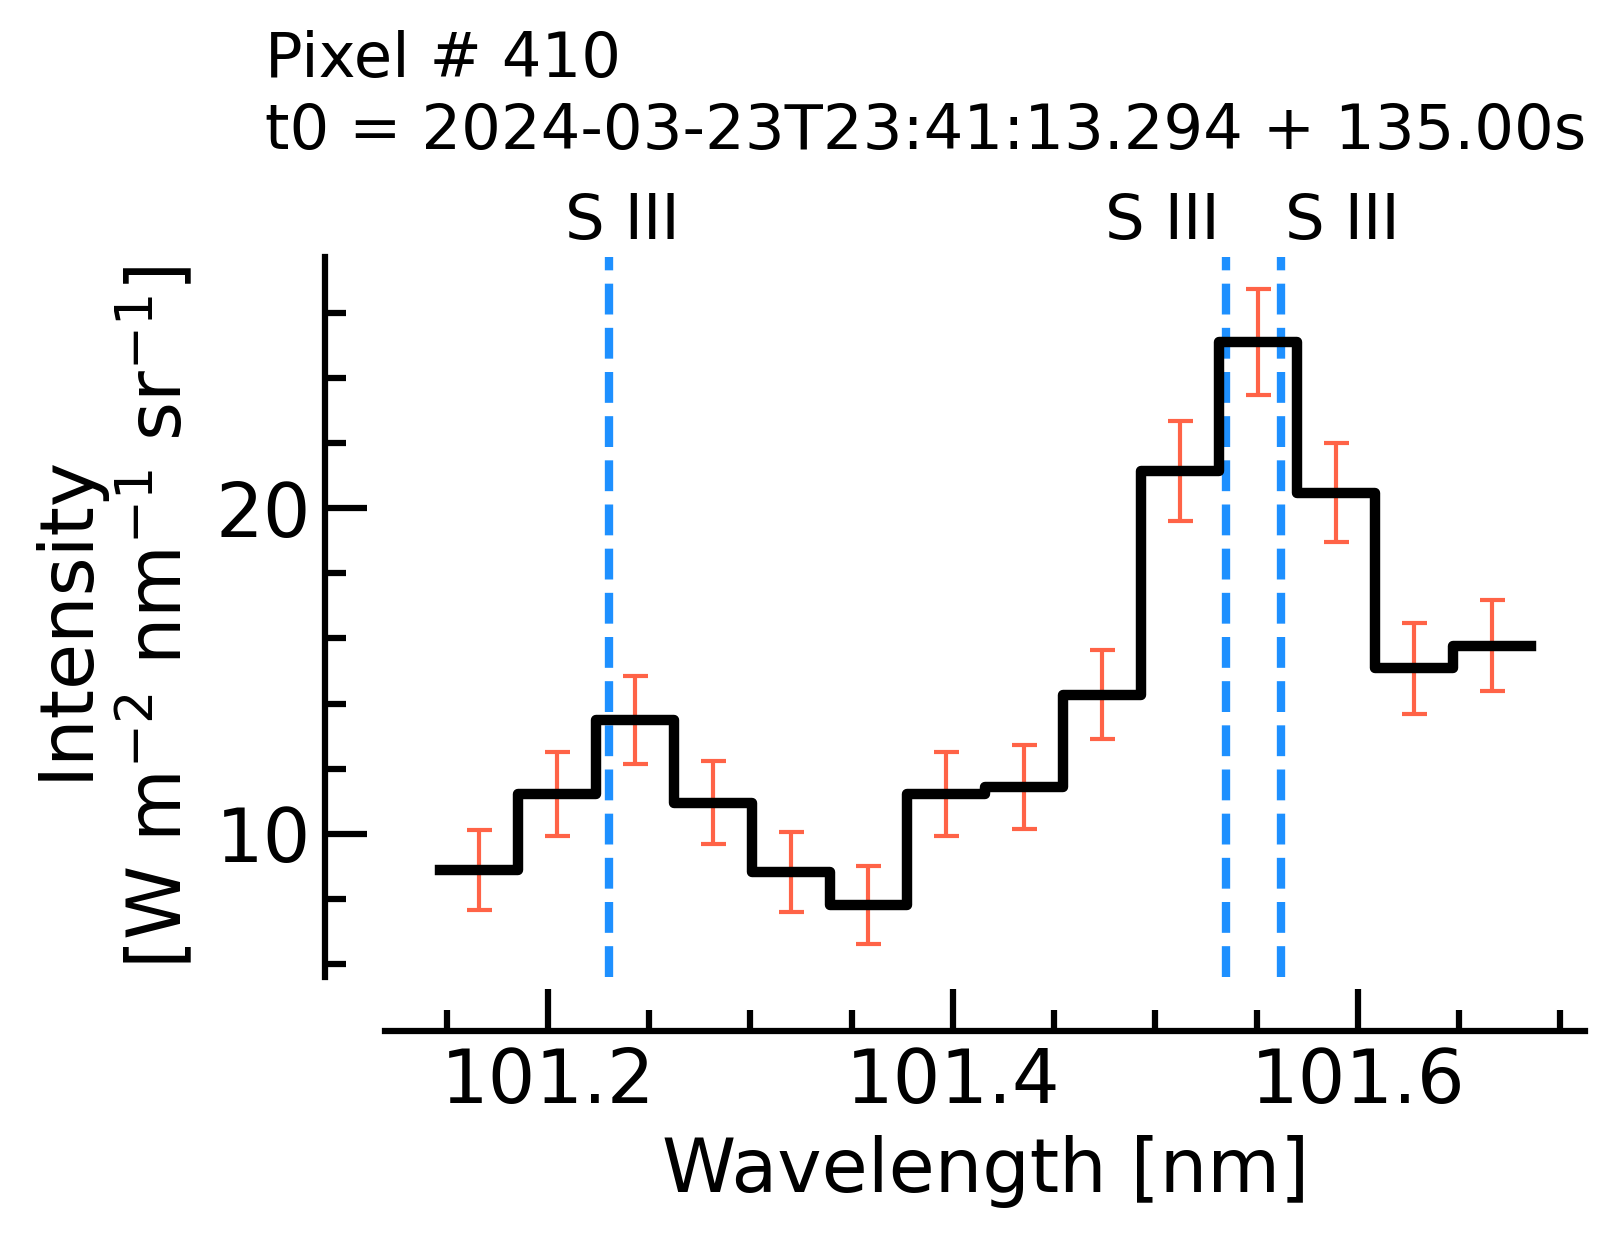 Pixel # 410
t0 = 2024-03-23T23:41:13.294 + 135.00s
S III S III S III
Intensity
[W m⁻² nm⁻¹ sr⁻¹]
20
10
101.2 101.4 101.6
Wavelength [nm]